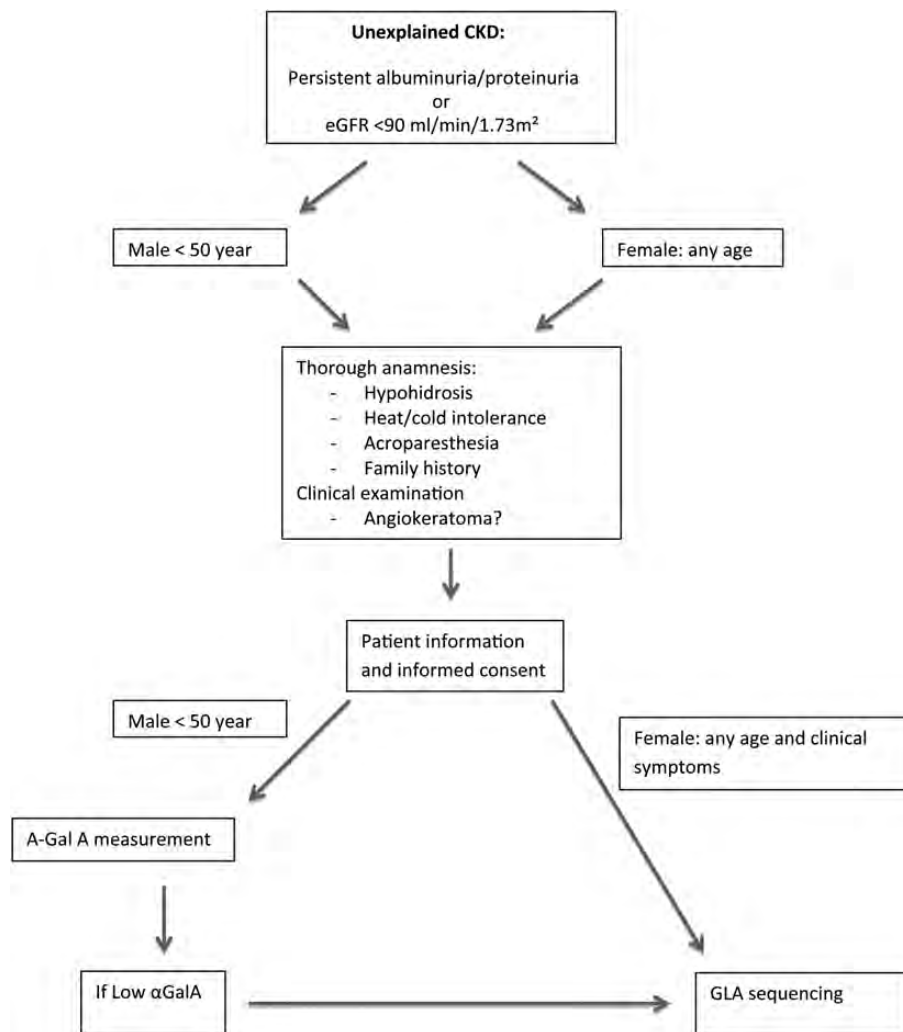 Unexplained CKD:
Persistent albuminuria/proteinuria
or
eGFR <90 ml/min/1.73m²
Male < 50 year
Female: any age
Thorough anamnesis:
- Hypohidrosis
- Heat/cold intolerance
- Acroparesthesia
- Family history
Clinical examination
- Angiokeratoma?
Patient information
and informed consent
Male < 50 year
Female: any age and clinical
symptoms
A-Gal A measurement
If Low αGalA
GLA sequencing